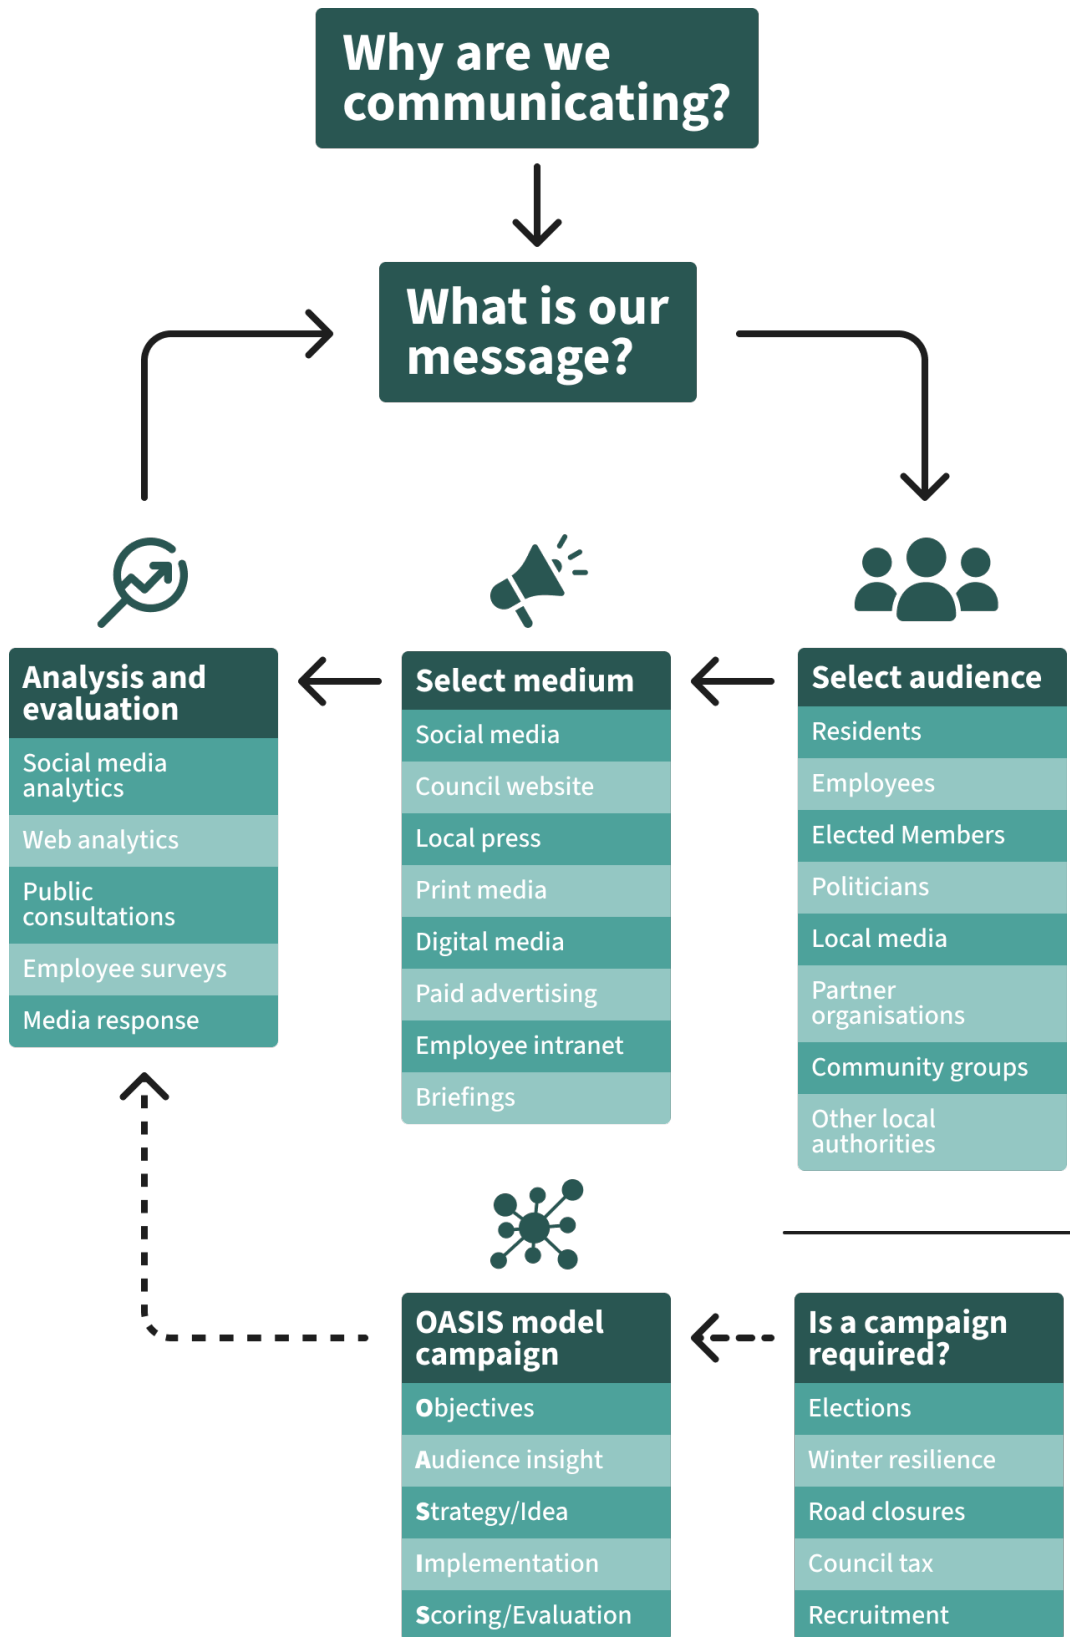 Why are we
communicating?
What is our
message?
Analysis and
evaluation
Social media
analytics
Web analytics
Public
consultations
Employee surveys
Media response
Select medium
Social media
Council website
Local press
Print media
Digital media
Paid advertising
Employee intranet
Briefings
Select audience
Residents
Employees
Elected Members
Politicians
Local media
Partner
organisations
Community groups
Other local
authorities
OASIS model
campaign
Objectives
Audience insight
Strategy/Idea
Implementation
Scoring/Evaluation
Is a campaign
required?
Elections
Winter resilience
Road closures
Council tax
Recruitment